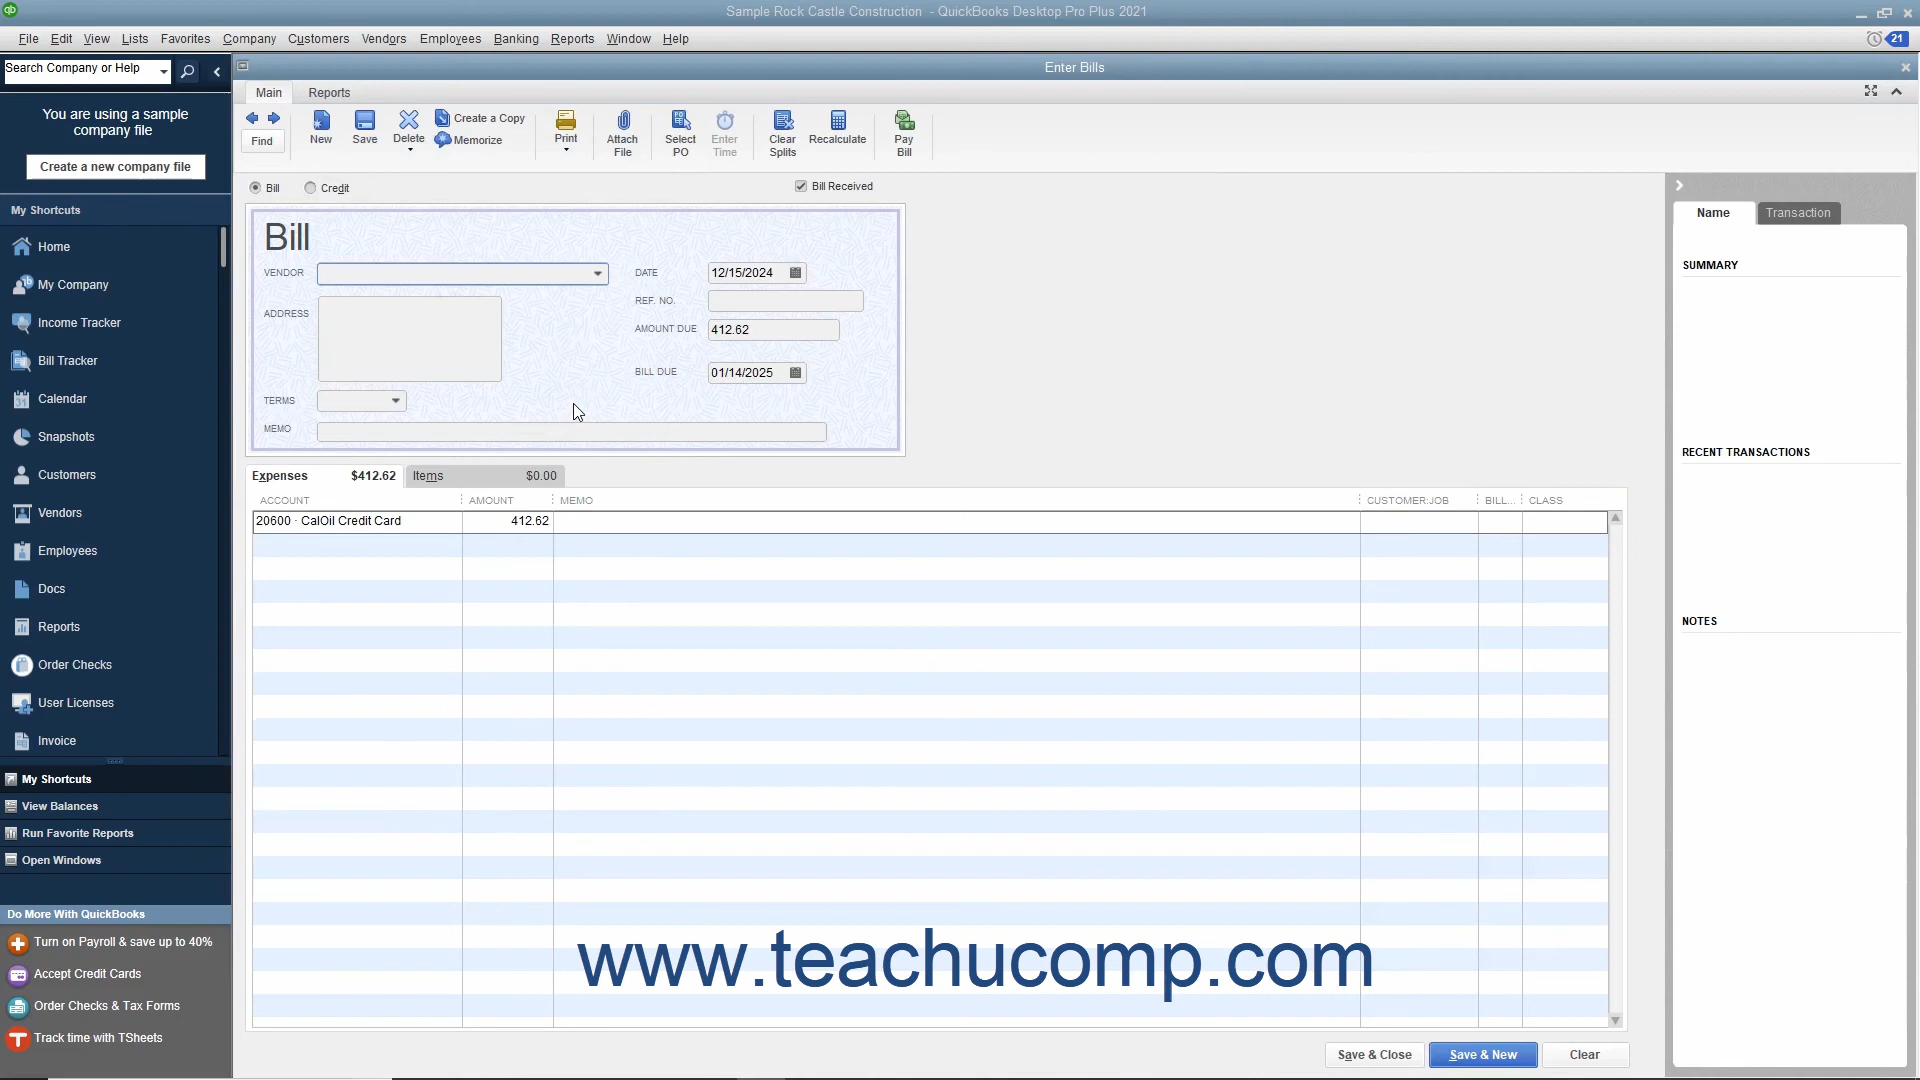 Sample Rock Castle Construction - QuickBooks Desktop Pro Plus 2021
File Edit View Lists Favorites Company Customers Vendors Employees Banking Reports Window Help
21
Search Company or Help
Enter Bills
You are using a sample
company file
Create a new company file
My Shortcuts
Home
My Company
Income Tracker
Bill Tracker
Calendar
Snapshots
Customers
Vendors
Employees
Docs
Reports
Order Checks
User Licenses
Invoice
My Shortcuts
View Balances
Run Favorite Reports
Open Windows
Do More With QuickBooks
Turn on Payroll & save up to 40%
Accept Credit Cards
Order Checks & Tax Forms
Track time with TSheets
Main Reports
Find
New
Save
Delete
Create a Copy
Memorize
Print
Attach
File
Select
PO
Enter
Time
Clear
Splits
Recalculate
Pay
Bill
Bill Credit Bill Received
Bill
VENDOR
DATE 12/15/2024
REF. NO.
ADDRESS
AMOUNT DUE 412.62
BILL DUE 01/14/2025
TERMS
MEMO
Expenses $412.62 Items $0.00
ACCOUNT AMOUNT MEMO CUSTOMER:JOB BILL... CLASS
20600 · CalOil Credit Card 412.62
www.teachucomp.com
Save & Close Save & New Clear
Name Transaction
SUMMARY
RECENT TRANSACTIONS
NOTES